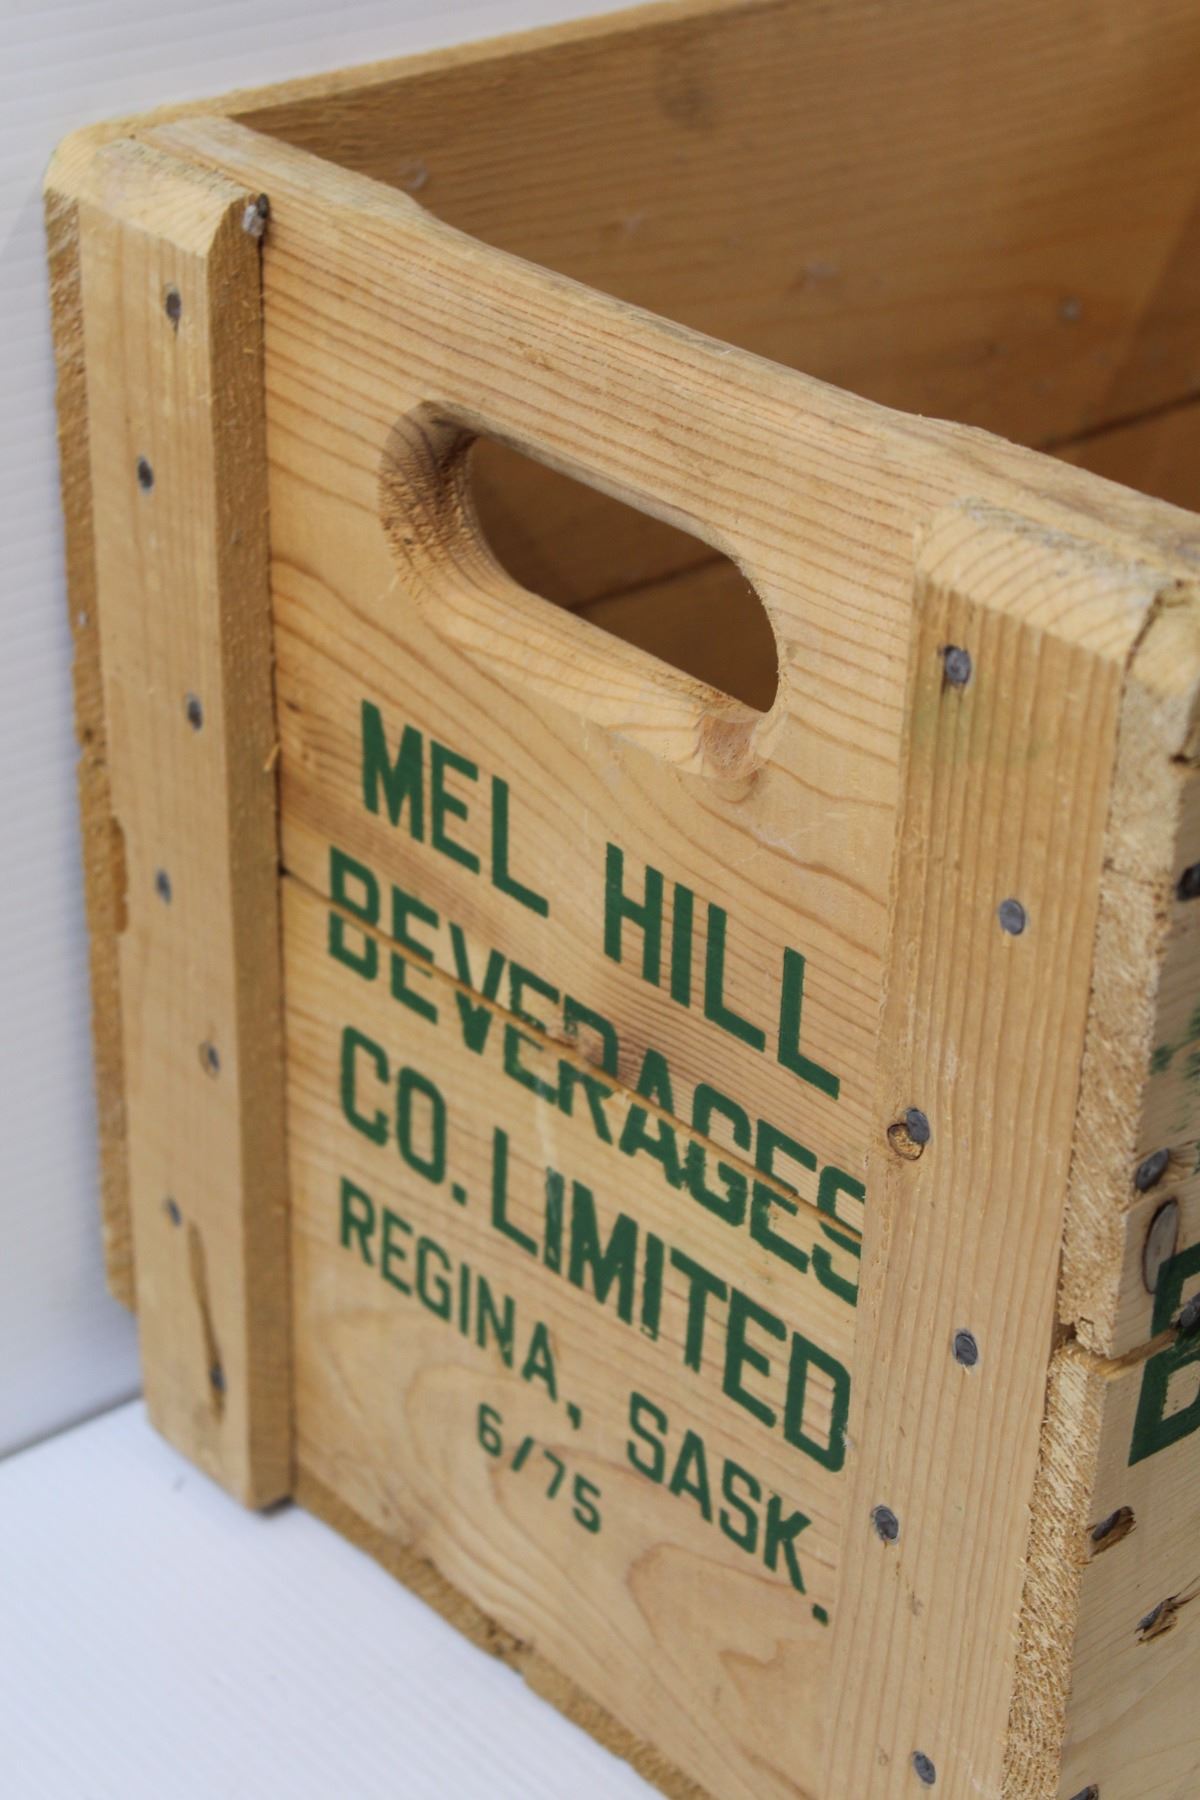 MEL HILL
BEVERAGES
CO. LIMITED
REGINA, SASK.
6/75